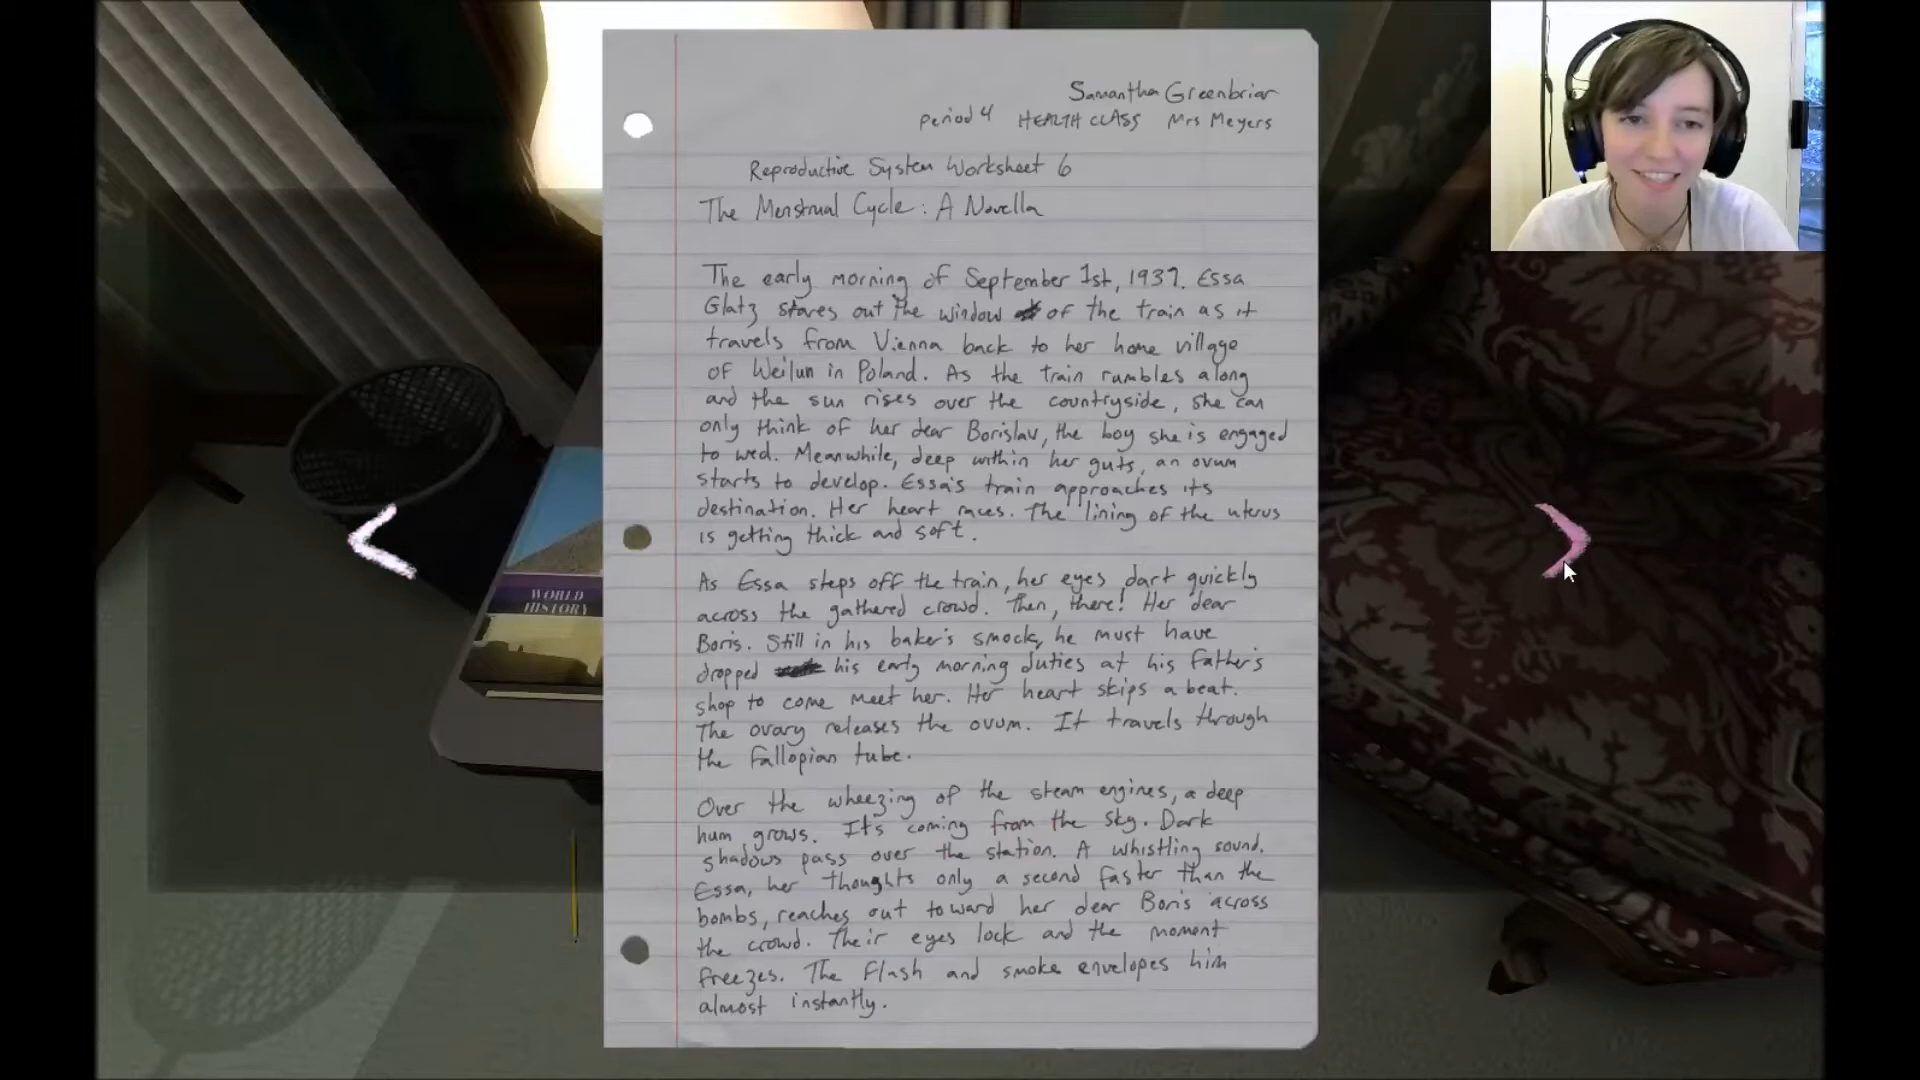 Samantha Greenbriar
Period 4 HEALTH CLASS Mrs Meyers
Reproductive System Worksheet 6
The Menstrual Cycle: A Novella
The early morning of September 1st, 1937. Essa
Glatz stares out the window of the train as it
travels from Vienna back to her home village
of Weilun in Poland. As the train rumbles along
and the sun rises over the countryside, she can
only think of her dear Borislav, the boy she is engaged
to wed. Meanwhile, deep within her guts, an ovum
starts to develop. Essa's train approaches its
destination. Her heart races. The lining of the uterus
is getting thick and soft.
As Essa steps off the train, her eyes dart quickly
across the gathered crowd. Then, there! Her dear
Boris. Still in his baker's smock, he must have
dropped his early morning duties at his father's
shop to come meet her. Her heart skips a beat.
The ovary releases the ovum. It travels through
the fallopian tube.
Over the wheezing of the steam engines, a deep
hum grows. It's coming from the sky. Dark
shadows pass over the station. A whistling sound.
Essa, her thoughts only a second faster than the
bombs, reaches out toward her dear Boris across
the crowd. Their eyes lock and the moment
freezes. The flash and smoke envelopes him
almost instantly.
WORLD
HISTORY